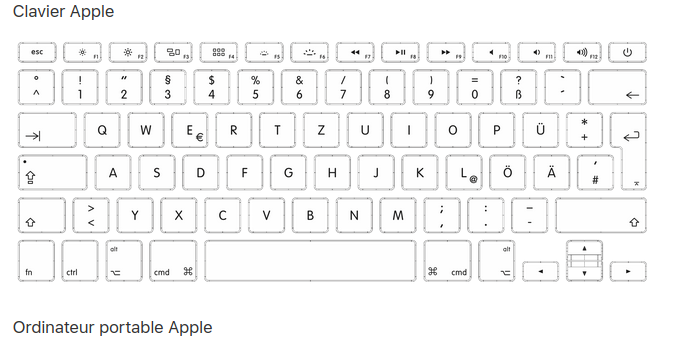 Clavier Apple
esc F1 F2 F3 F4 F5 F6 F7 F8 F9 F10 F11 F12
° ! " § $ % & / ( ) = ? `
^ 1 2 3 4 5 6 7 8 9 0 ß ´
Q W E € R T Z U I O P Ü * +
A S D F G H J K L @ Ö Ä ' #
> < Y X C V B N M ; , : . – -
alt alt
fn ctrl ⌥ cmd ⌘ ⌘ cmd ⌥
Ordinateur portable Apple